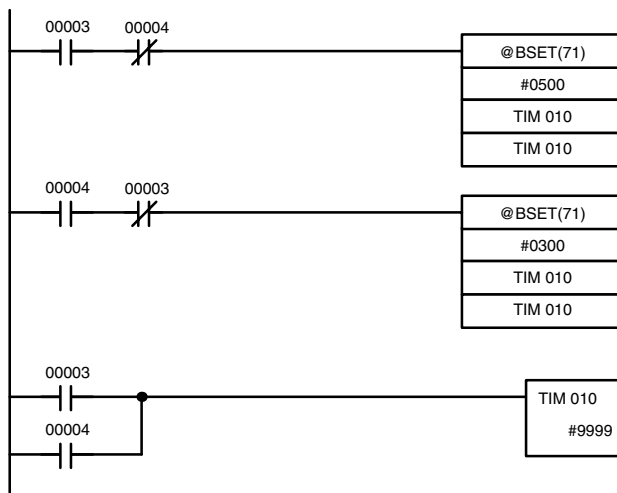 00003 00004
@BSET(71)
#0500
TIM 010
TIM 010
00004 00003
@BSET(71)
#0300
TIM 010
TIM 010
00003
TIM 010
00004
#9999